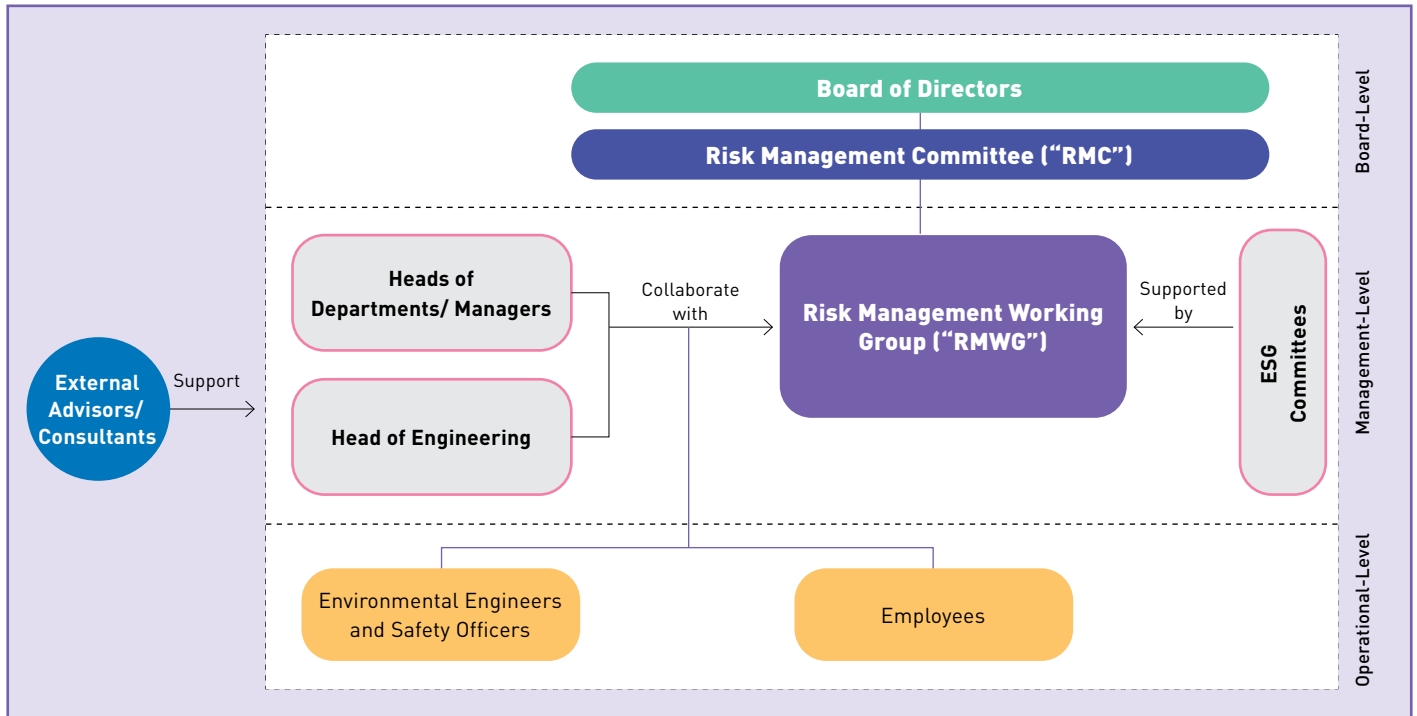 Board of Directors
Risk Management Committee (“RMC”)
Board-Level
Heads of
Departments/ Managers
Collaborate
with
Risk Management Working
Group (“RMWG”)
Supported
by
ESG
Committees
Management-Level
External
Advisors/
Consultants
Support
Head of Engineering
Environmental Engineers
and Safety Officers
Employees
Operational-Level